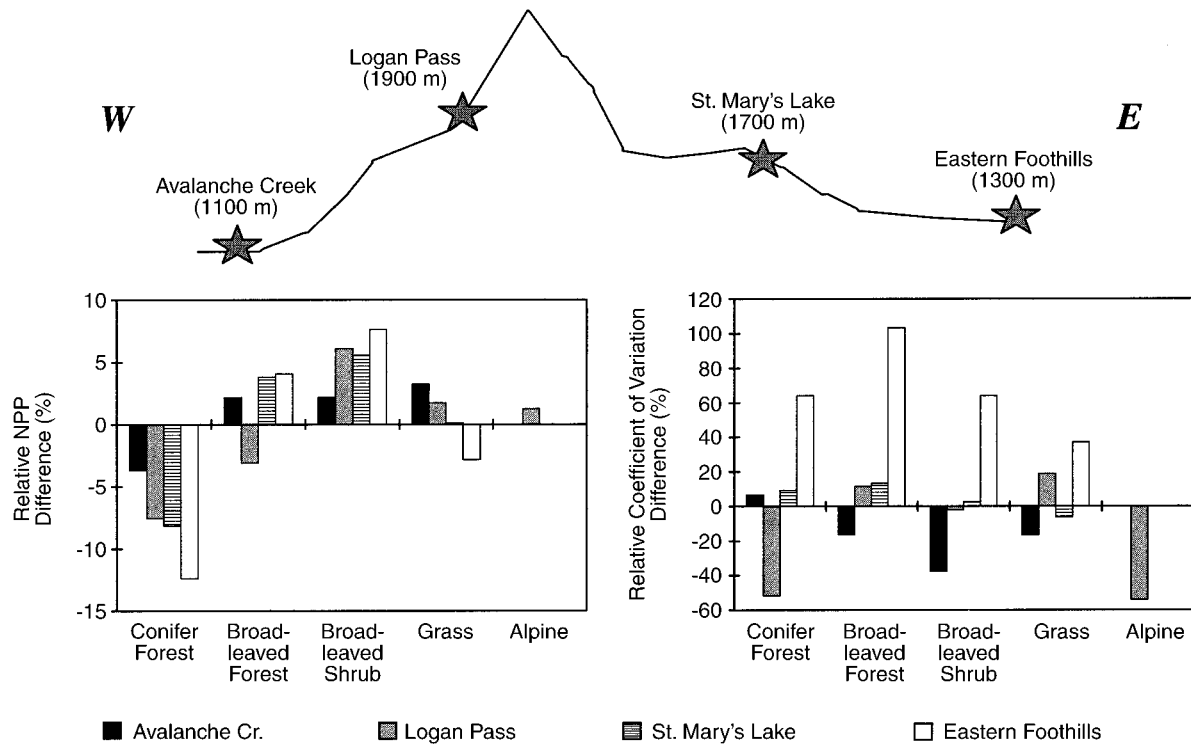 Logan Pass
(1900 m)
W
St. Mary's Lake
(1700 m)
E
Eastern Foothills
(1300 m)
Avalanche Creek
(1100 m)
Relative NPP
Difference (%)
10
5
0
-5
-10
-15
Conifer
Forest
Broad-
leaved
Forest
Broad-
leaved
Shrub
Grass
Alpine
Relative Coefficient of Variation
Difference (%)
120
100
80
60
40
20
0
-20
-40
-60
Conifer
Forest
Broad-
leaved
Forest
Broad-
leaved
Shrub
Grass
Alpine
Avalanche Cr.
Logan Pass
St. Mary's Lake
Eastern Foothills